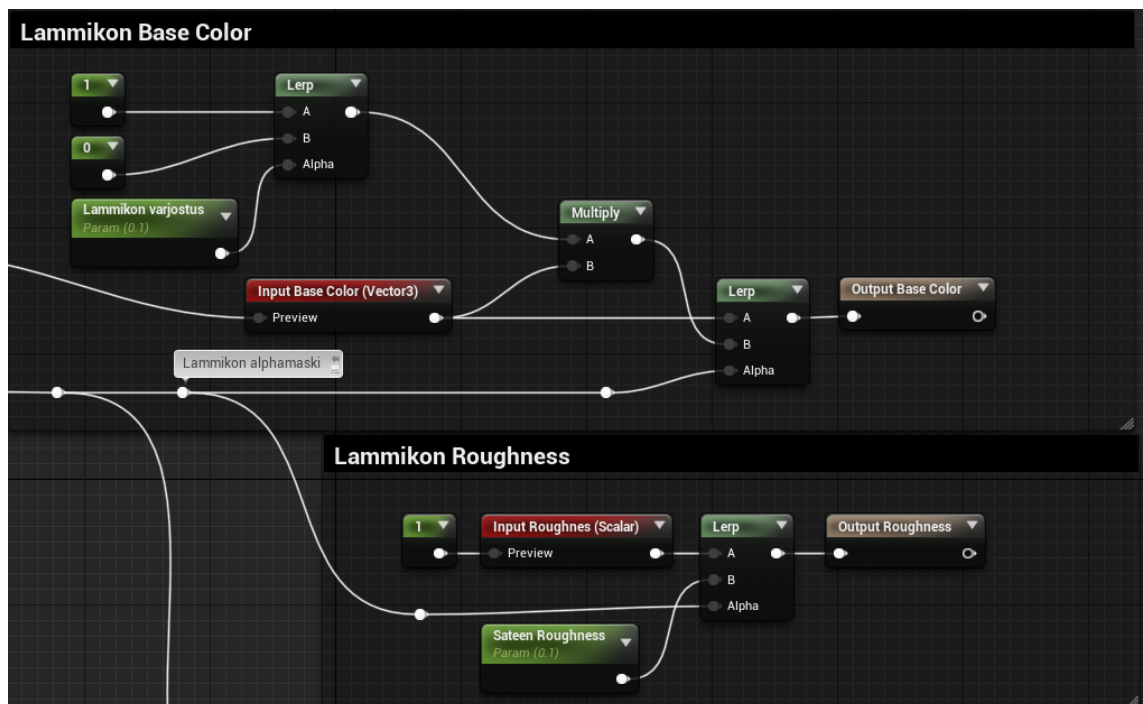 Lammikon Base Color
1
Lerp
A
0
B
Alpha
Lammikon varjostus
Param (0.1)
Multiply
A
B
Input Base Color (Vector3)
Preview
Lerp
A
B
Alpha
Output Base Color
Lammikon alphamaski
Lammikon Roughness
1
Input Roughnes (Scalar)
Preview
Lerp
A
B
Alpha
Output Roughness
Sateen Roughness
Param (0.1)